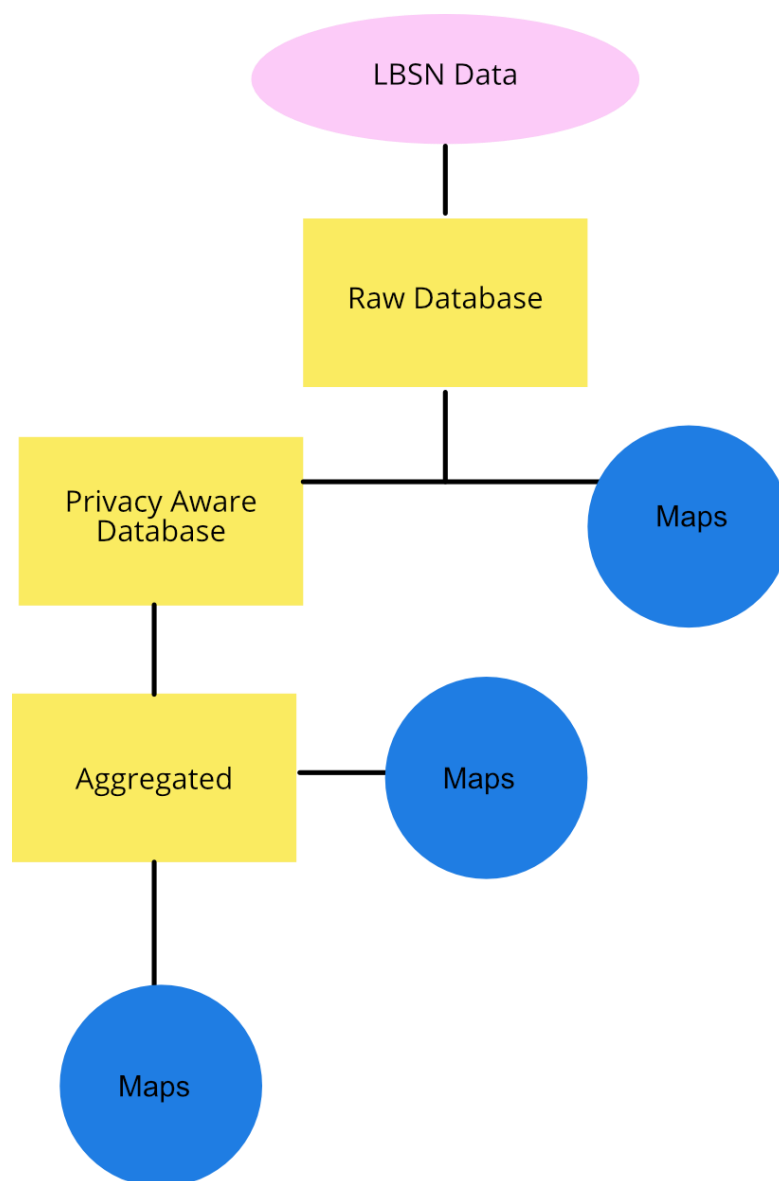 LBSN Data
Raw Database
Privacy Aware
Database
Maps
Aggregated
Maps
Maps